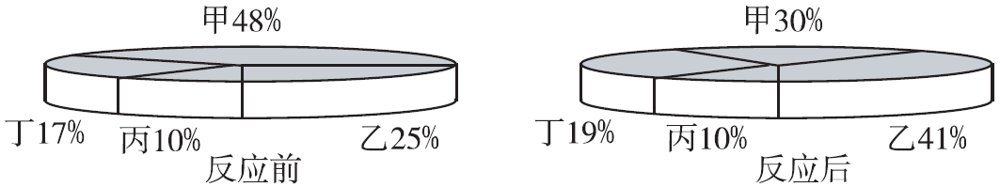 甲48%
丁17%
丙10%
乙25%
反应前
甲30%
丁19%
丙10%
乙41%
反应后